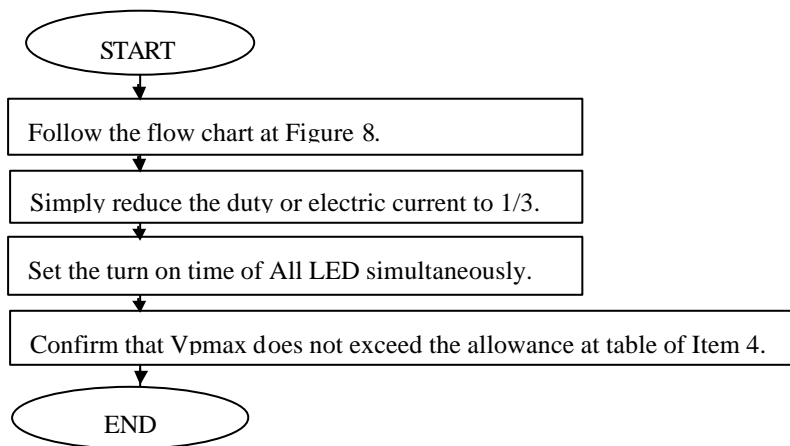 START
Follow the flow chart at Figure 8.
Simply reduce the duty or electric current to 1/3.
Set the turn on time of All LED simultaneously.
Confirm that Vpmax does not exceed the allowance at table of Item 4.
END